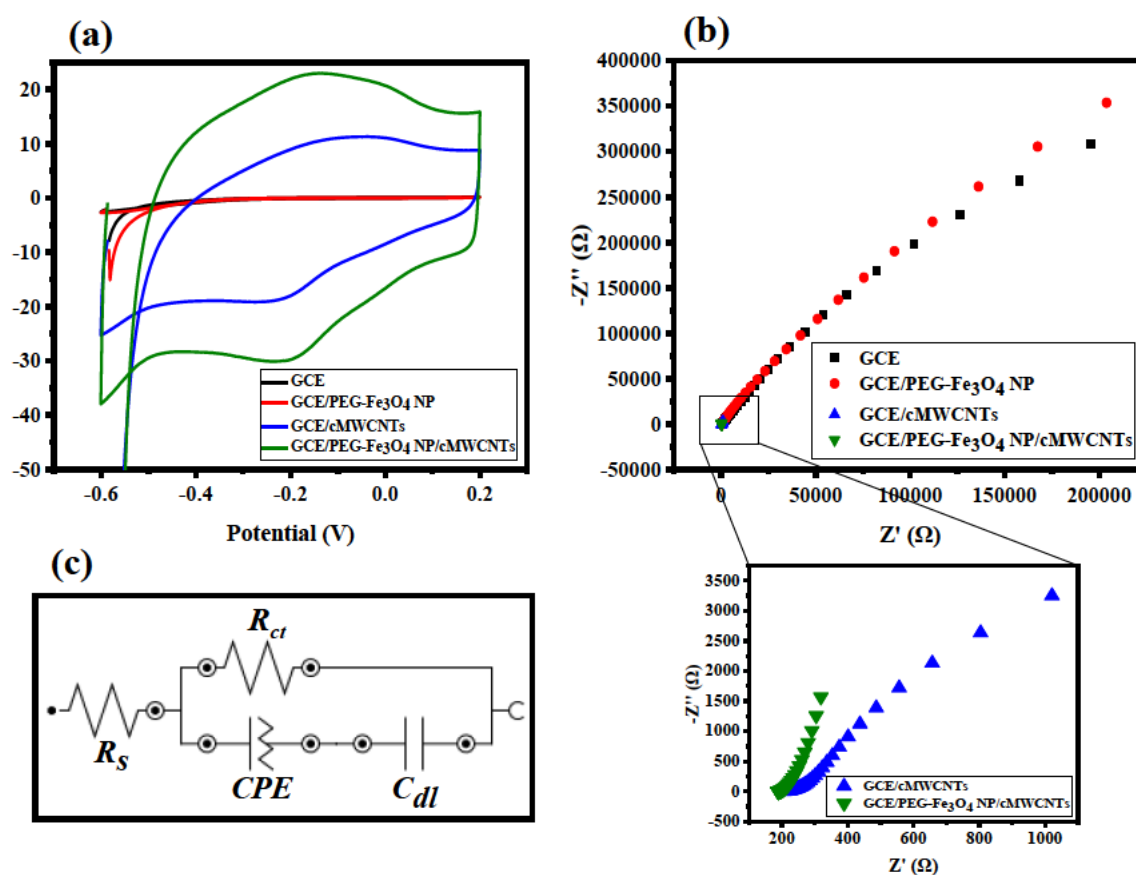 (a)
20
10
0
-10
-20
-30
-40
-50
-0.6
-0.4
-0.2
0.0
0.2
Potential (V)
GCE
GCE/PEG-Fe3O4 NP
GCE/cMWCNTs
GCE/PEG-Fe3O4 NP/cMWCNTs
(b)
400000
350000
300000
250000
200000
150000
100000
50000
0
-50000
-Z'' (Ω)
0
50000
100000
150000
200000
Z' (Ω)
GCE
GCE/PEG-Fe3O4 NP
GCE/cMWCNTs
GCE/PEG-Fe3O4 NP/cMWCNTs
3500
3000
2500
2000
1500
1000
500
0
-500
-Z'' (Ω)
200
400
600
800
1000
Z' (Ω)
GCE/cMWCNTs
GCE/PEG-Fe3O4 NP/cMWCNTs
(c)
Rct
RS
CPE
Cdl